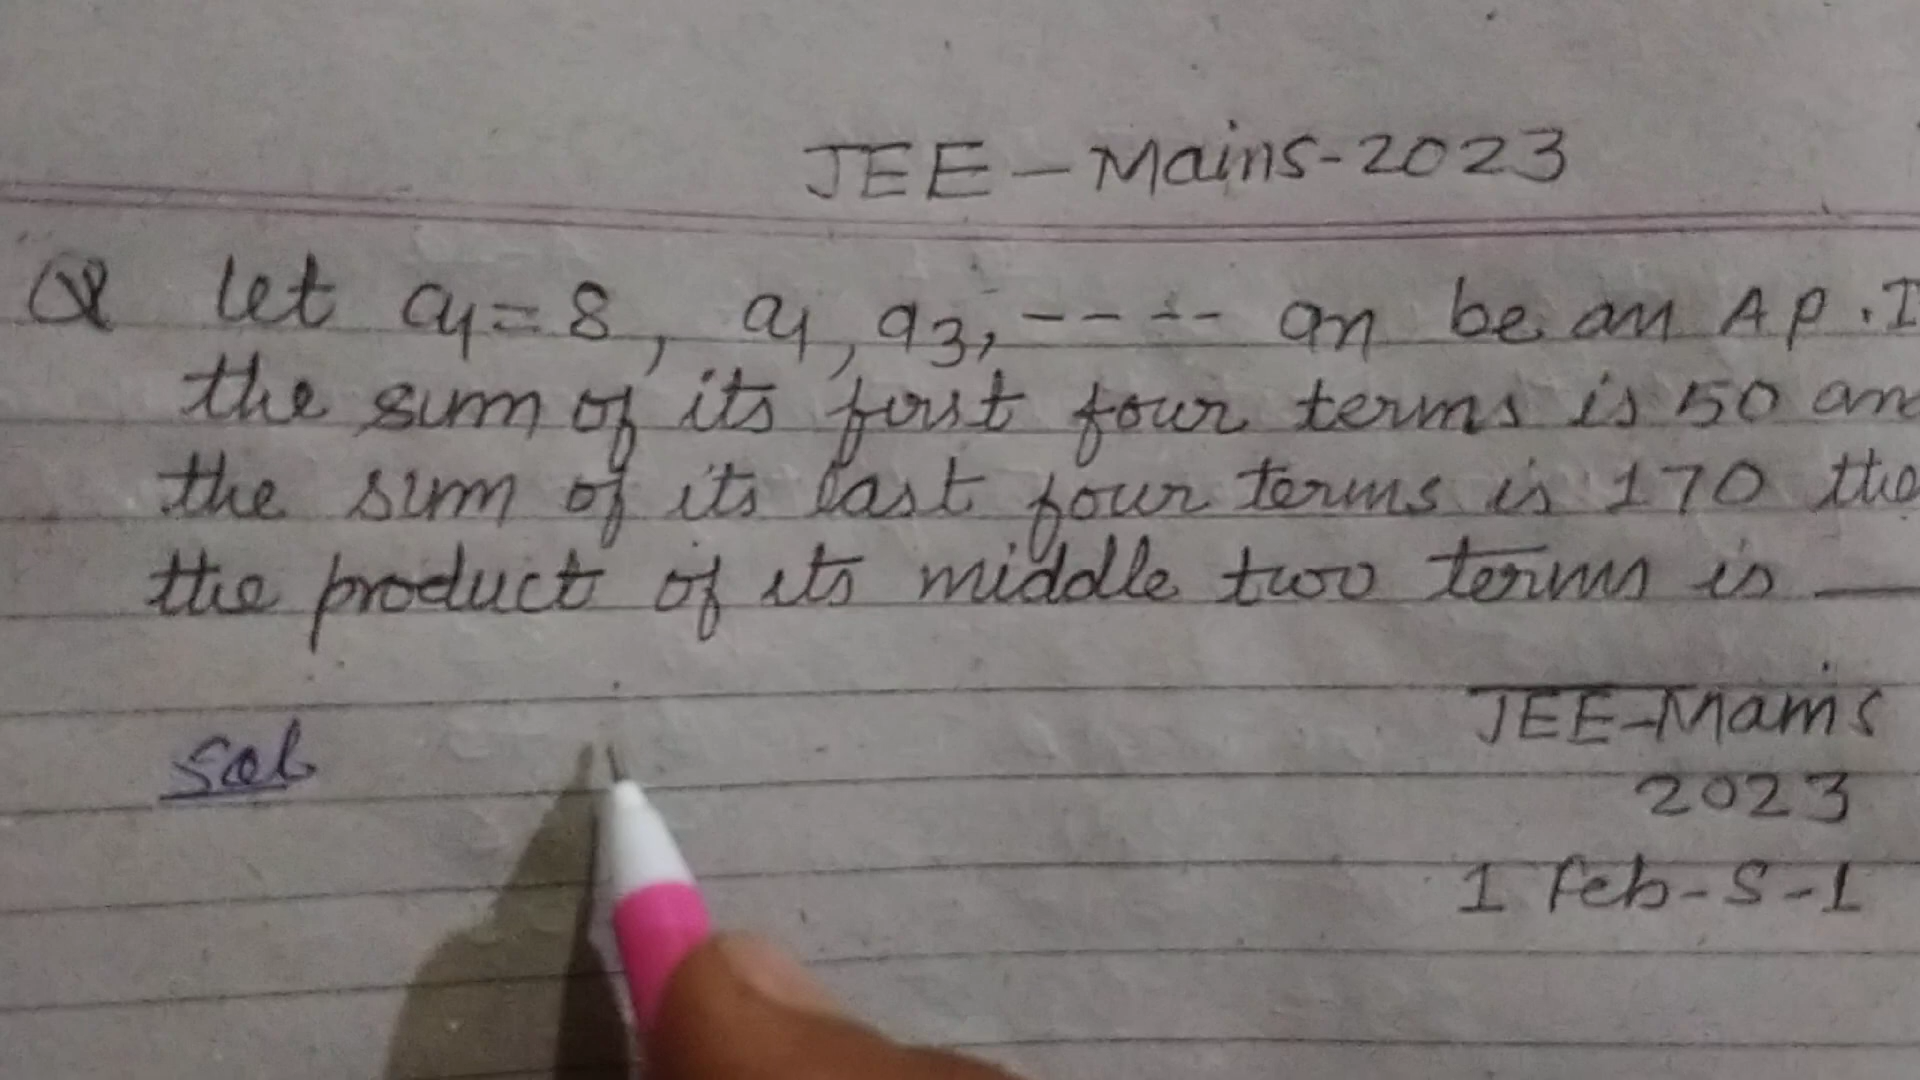 JEE-Mains-2023
Q let a1=8, a1, a3, ----- an be an AP. I
the sum of its first four terms is 50 an
the sum of its last four terms is 170 the
the product of its middle two terms is __
JEE-Mains
Sol
2023
1 Feb-S-1